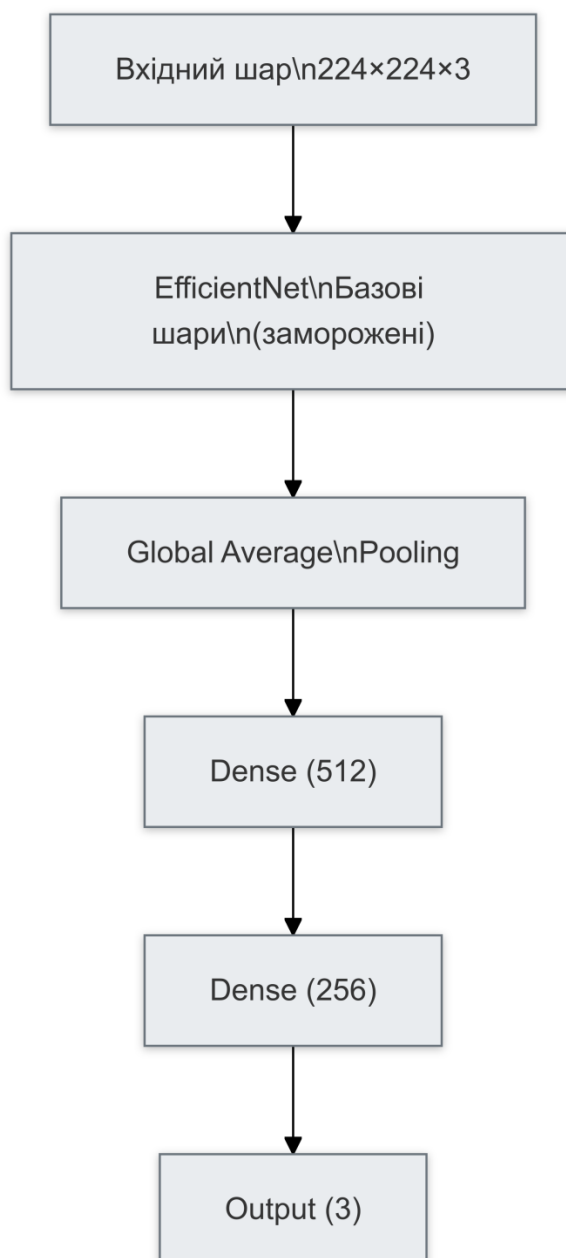 Вхідний шар\n224×224×3
EfficientNet\nБазові
шари\n(заморожені)
Global Average\nPooling
Dense (512)
Dense (256)
Output (3)